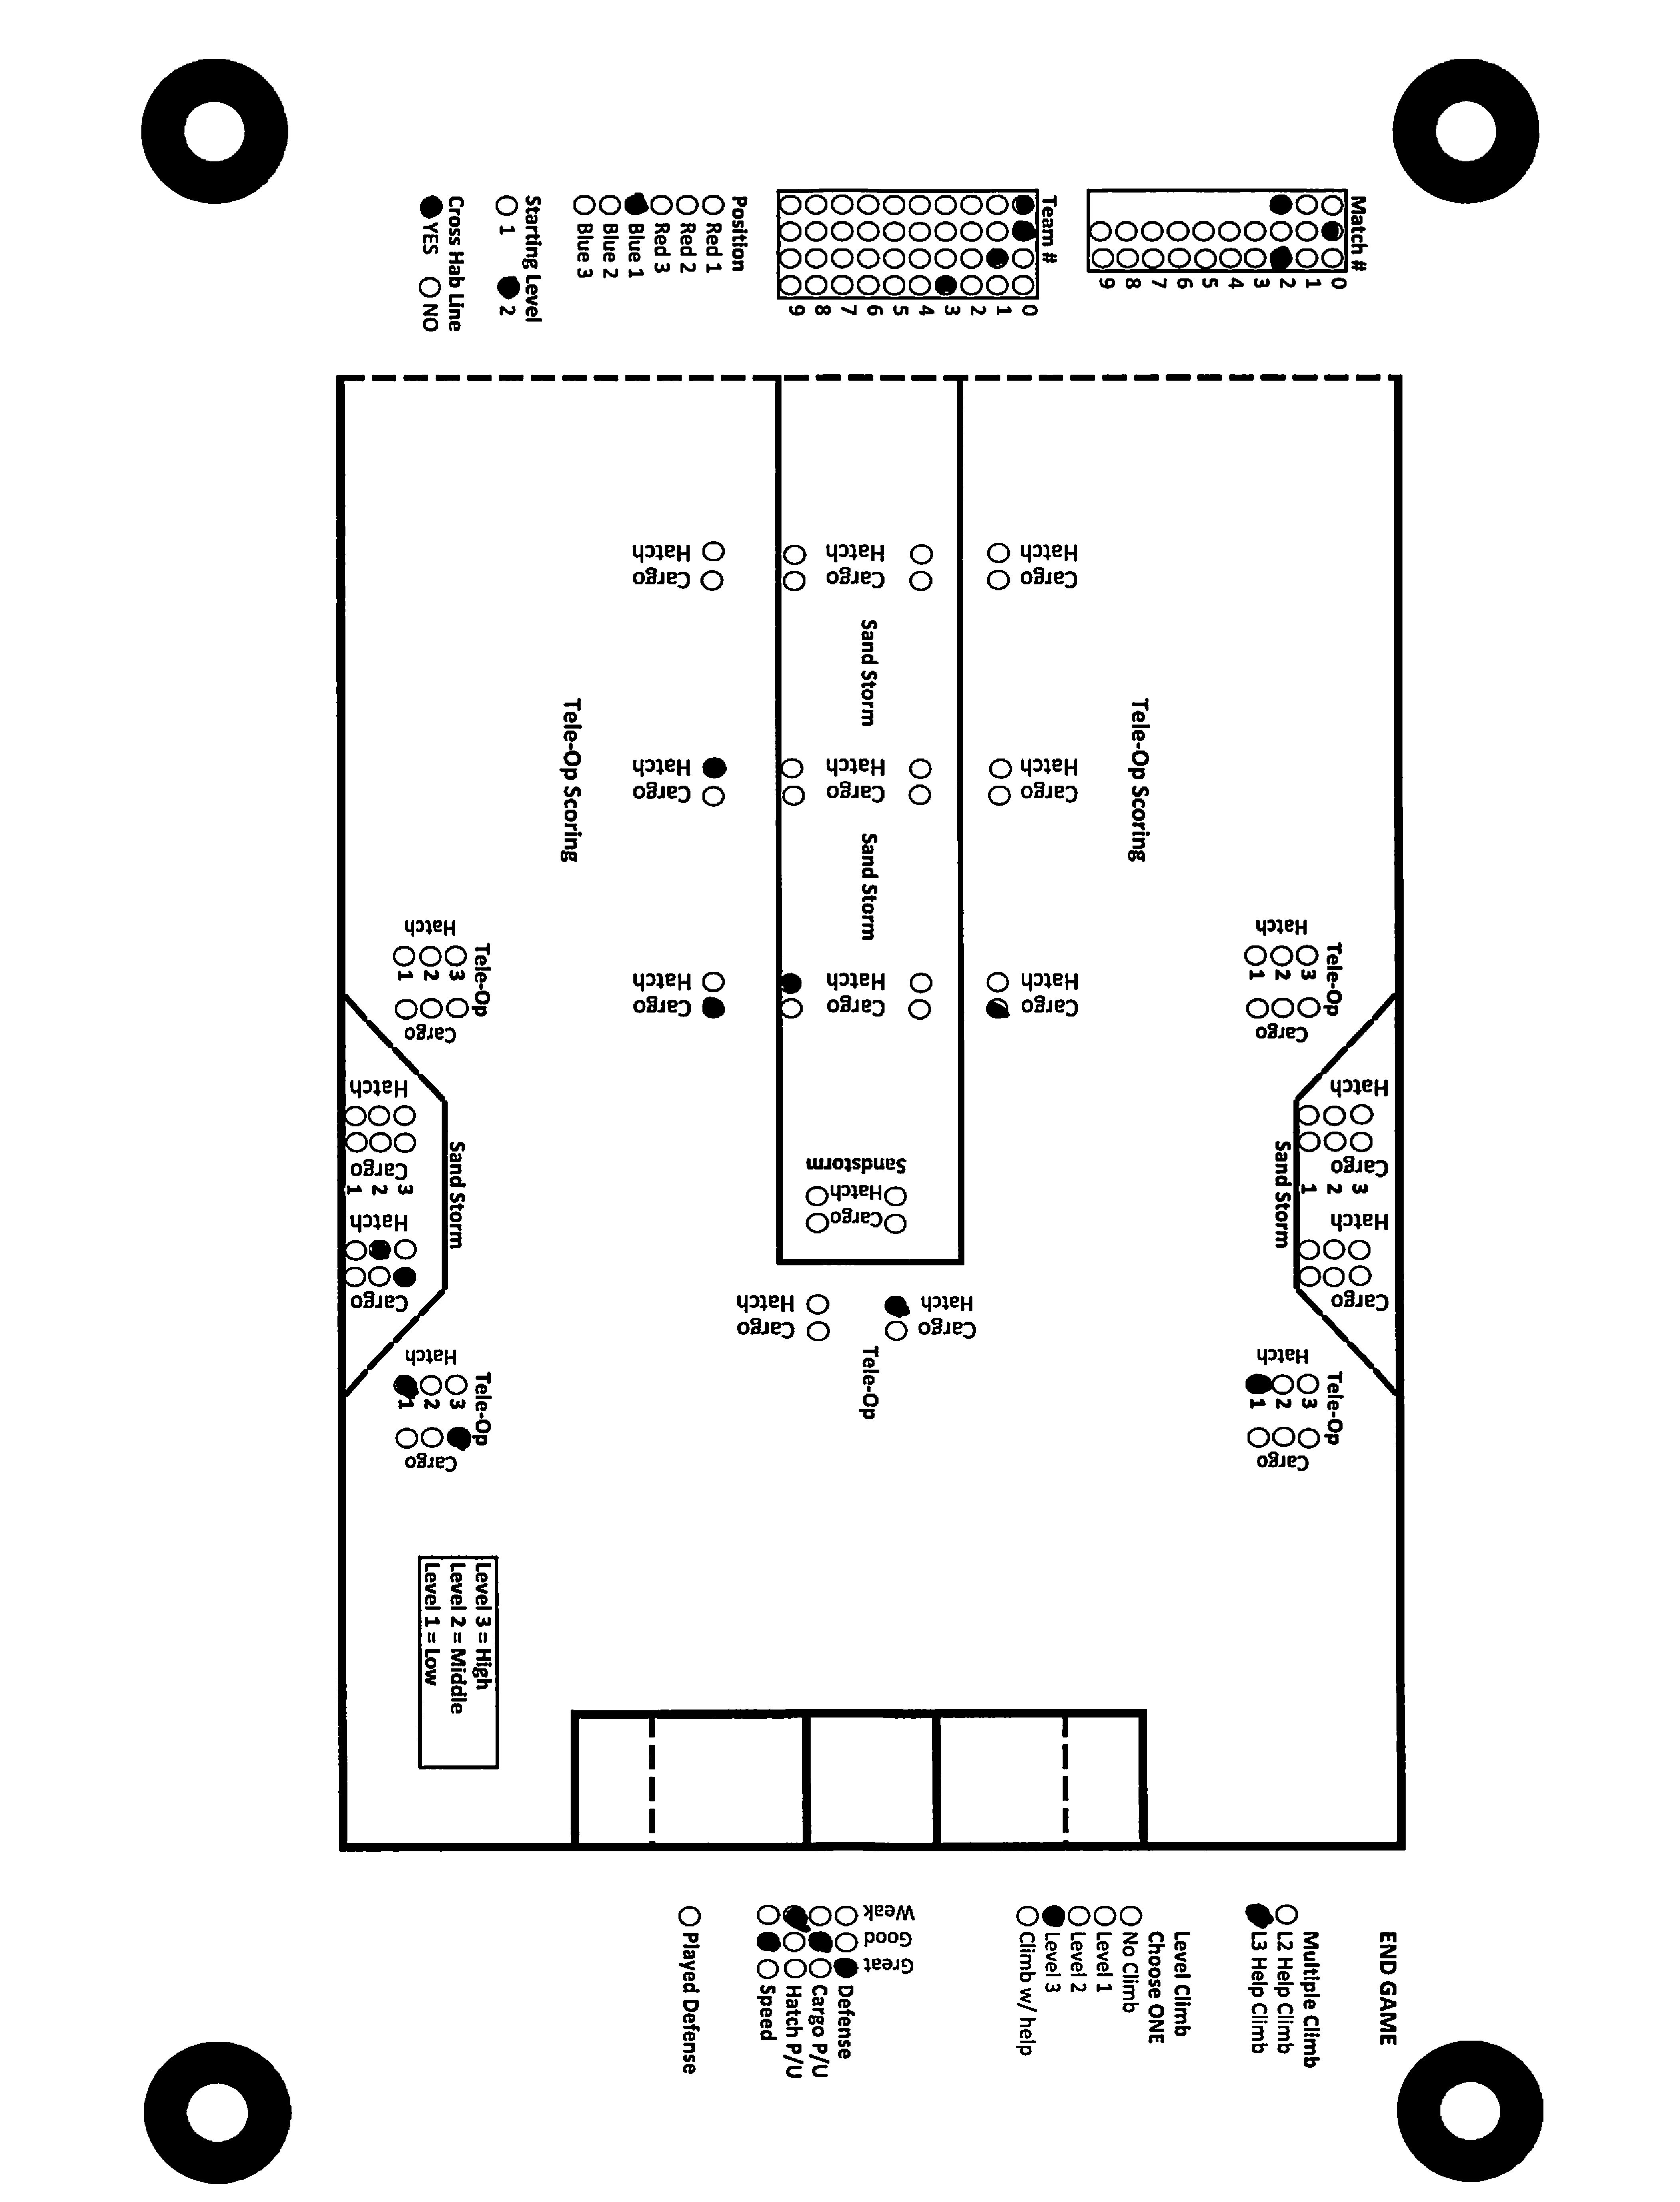 Match #
0 1 2 3 4 5 6 7 8 9
Team #
0 1 2 3 4 5 6 7 8 9
Position
Red 1
Red 2
Red 3
Blue 1
Blue 2
Blue 3
Starting Level
1 2
Cross Hab Line
YES NO
Hatch
Cargo
Hatch
Cargo
Hatch
Cargo
Sand Storm
Tele-Op Scoring
Tele-Op Scoring
Hatch
Cargo
Hatch
Cargo
Hatch
Cargo
Sand Storm
Hatch
Cargo
Hatch
Cargo
Hatch
Cargo
Tele-Op
Hatch
1 2 3
Cargo
Tele-Op
Hatch
1 2 3
Cargo
Sand Storm
Hatch
Cargo
1 2 3
Hatch
Cargo
Sand Storm
Hatch
Cargo
1 2 3
Hatch
Cargo
Sandstorm
Hatch
Cargo
Hatch
Cargo
Hatch
Cargo
Tele-Op
Tele-Op
Hatch
1 2 3
Cargo
Tele-Op
Hatch
1 2 3
Cargo
Level 3 = High
Level 2 = Middle
Level 1 = Low
END GAME
Multiple Climb
L2 Help Climb
L3 Help Climb
Level Climb
Choose ONE
No Climb
Level 1
Level 2
Level 3
Climb w/ help
Weak Good Great
Defense
Cargo P/U
Hatch P/U
Speed
Played Defense